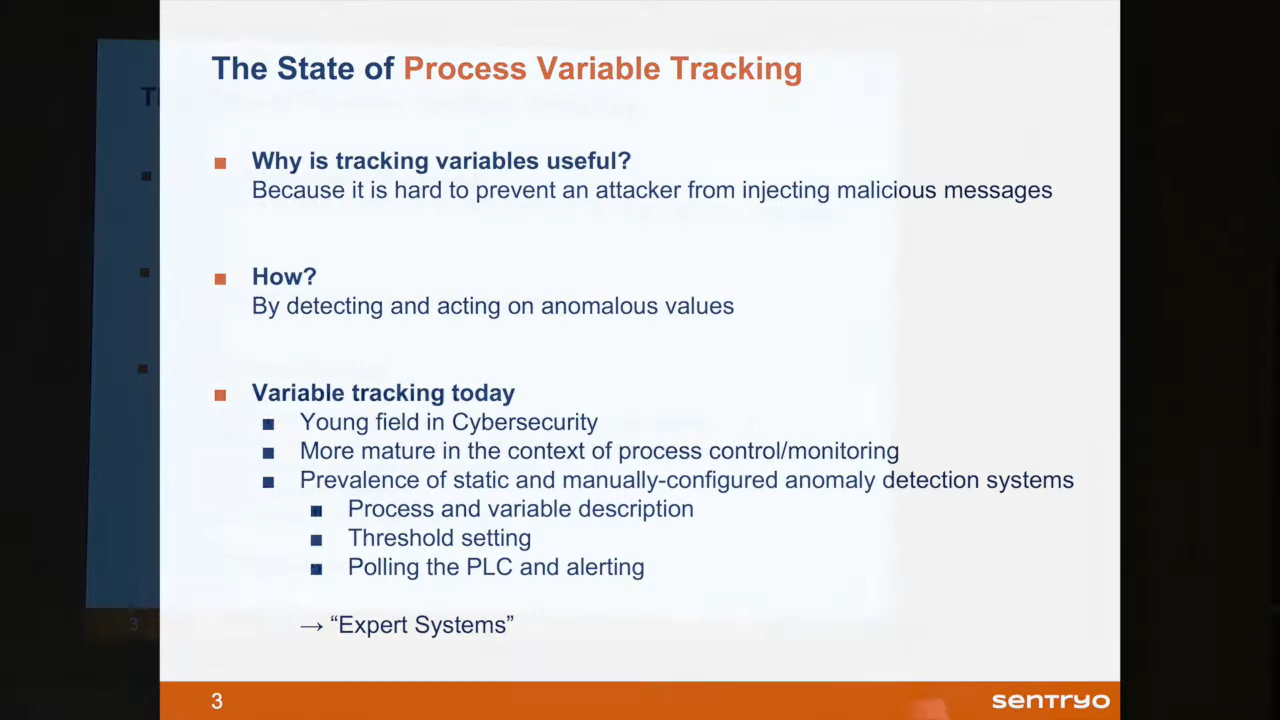 The State of Process Variable Tracking
Why is tracking variables useful?
Because it is hard to prevent an attacker from injecting malicious messages
How?
By detecting and acting on anomalous values
Variable tracking today
Young field in Cybersecurity
More mature in the context of process control/monitoring
Prevalence of static and manually-configured anomaly detection systems
Process and variable description
Threshold setting
Polling the PLC and alerting
→ “Expert Systems”
3
3
sentryo